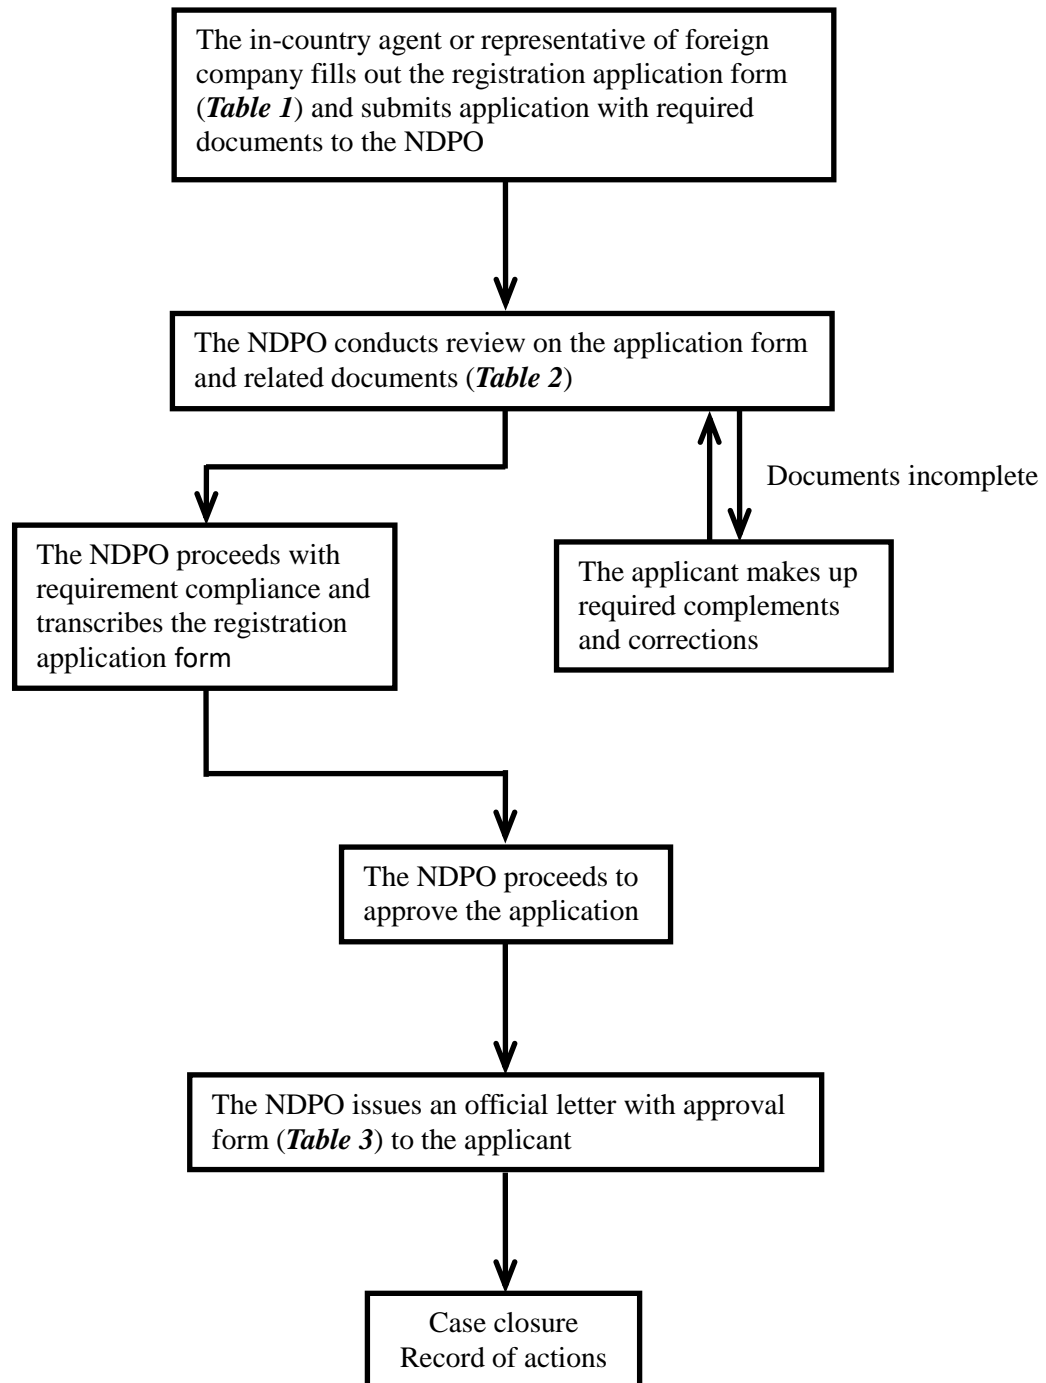 The in-country agent or representative of foreign
company fills out the registration application form
(Table 1) and submits application with required
documents to the NDPO
The NDPO conducts review on the application form
and related documents (Table 2)
Documents incomplete
The NDPO proceeds with
requirement compliance and
transcribes the registration
application form
The applicant makes up
required complements
and corrections
The NDPO proceeds to
approve the application
The NDPO issues an official letter with approval
form (Table 3) to the applicant
Case closure
Record of actions